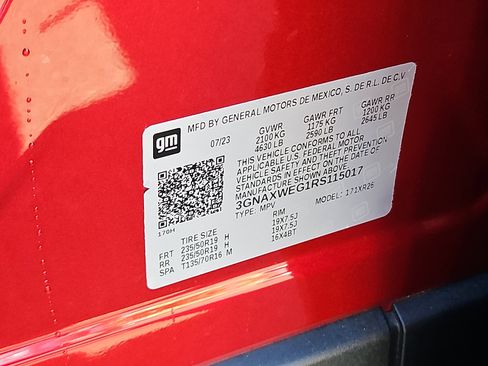 gm
MFD BY GENERAL MOTORS DE MEXICO, S. DE R.L. DE C.V.
07/23 GVWR GAWR FRT GAWR RR
2100 KG 1175 KG 1200 KG
4630 LB 2590 LB 2645 LB
THIS VEHICLE CONFORMS TO ALL
APPLICABLE U.S. FEDERAL MOTOR
VEHICLE SAFETY AND THEFT PREVENTION
STANDARDS IN EFFECT ON THE DATE OF
MANUFACTURE SHOWN ABOVE.
3GNAXWEG1RS115017
TYPE: MPV MODEL: 171XR26
170H
TIRE SIZE RIM
FRT 235/50R19 H 19X7.5J
RR 235/50R19 H 19X7.5J
SPA T135/70R16 M 16X4BT